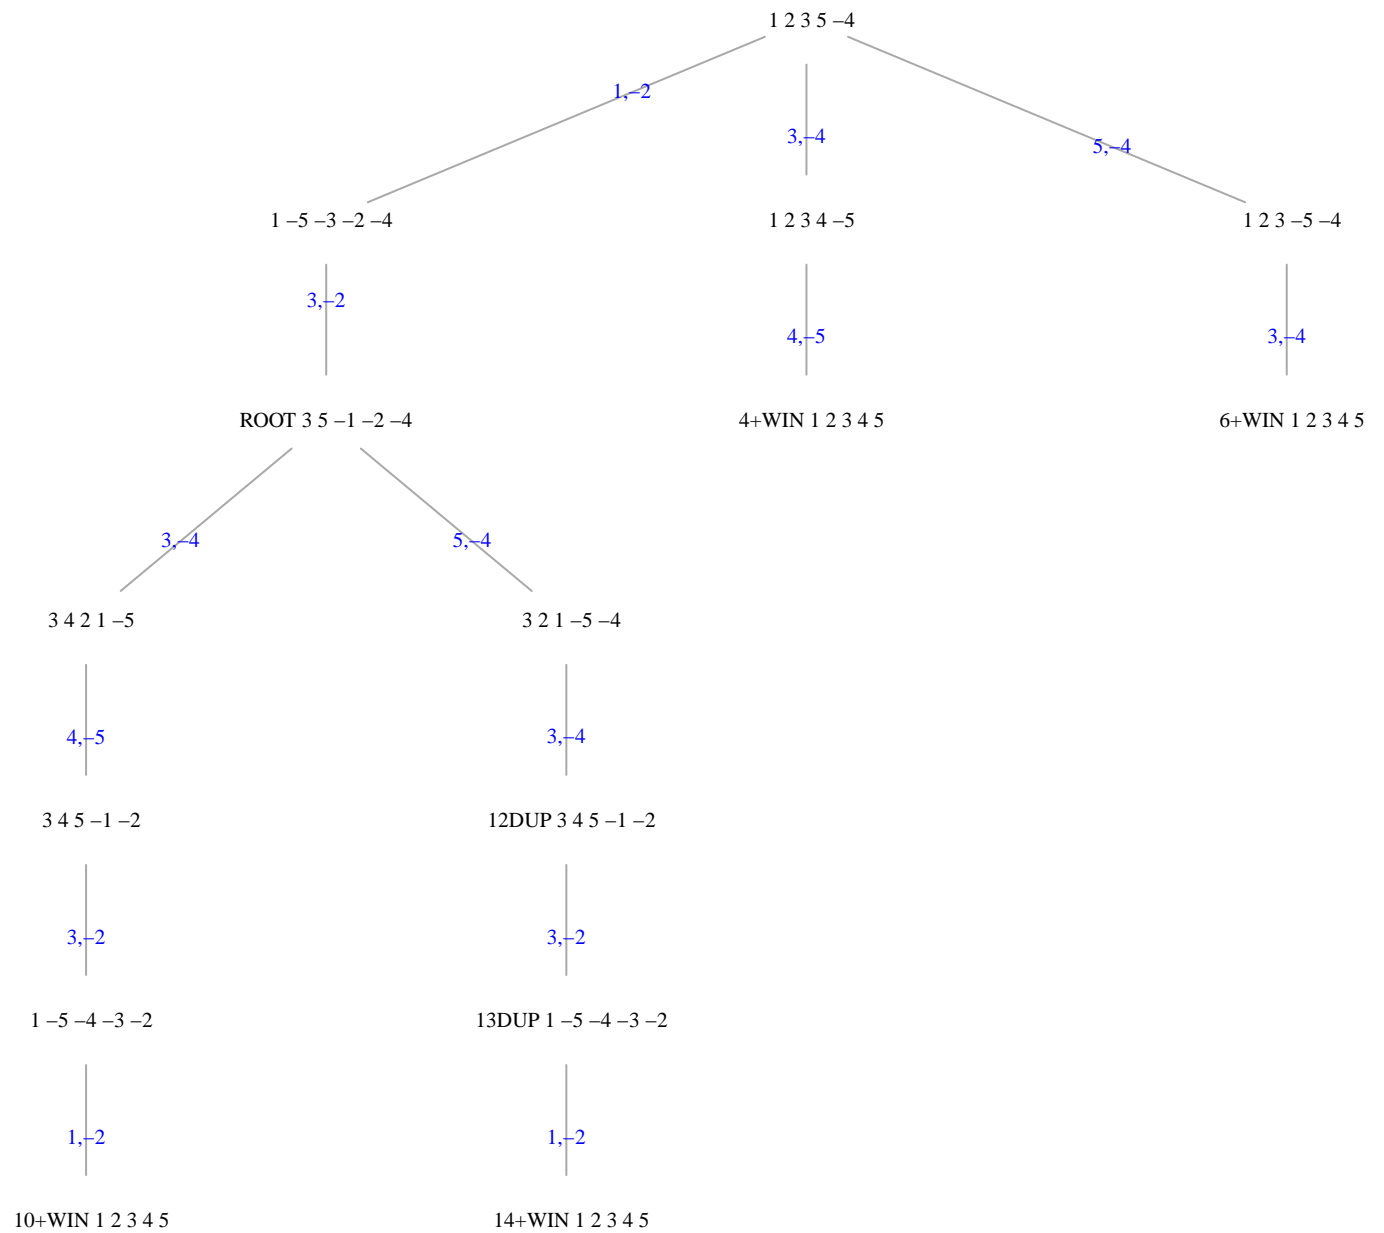 1 2 3 5 –4
1,–2
3,–4
5,–4
1 –5 –3 –2 –4
1 2 3 4 –5
1 2 3 –5 –4
3,–2
4,–5
3,–4
ROOT 3 5 –1 –2 –4
4+WIN 1 2 3 4 5
6+WIN 1 2 3 4 5
3,–4
5,–4
3 4 2 1 –5
3 2 1 –5 –4
4,–5
3,–4
3 4 5 –1 –2
12DUP 3 4 5 –1 –2
3,–2
3,–2
1 –5 –4 –3 –2
13DUP 1 –5 –4 –3 –2
1,–2
1,–2
10+WIN 1 2 3 4 5
14+WIN 1 2 3 4 5